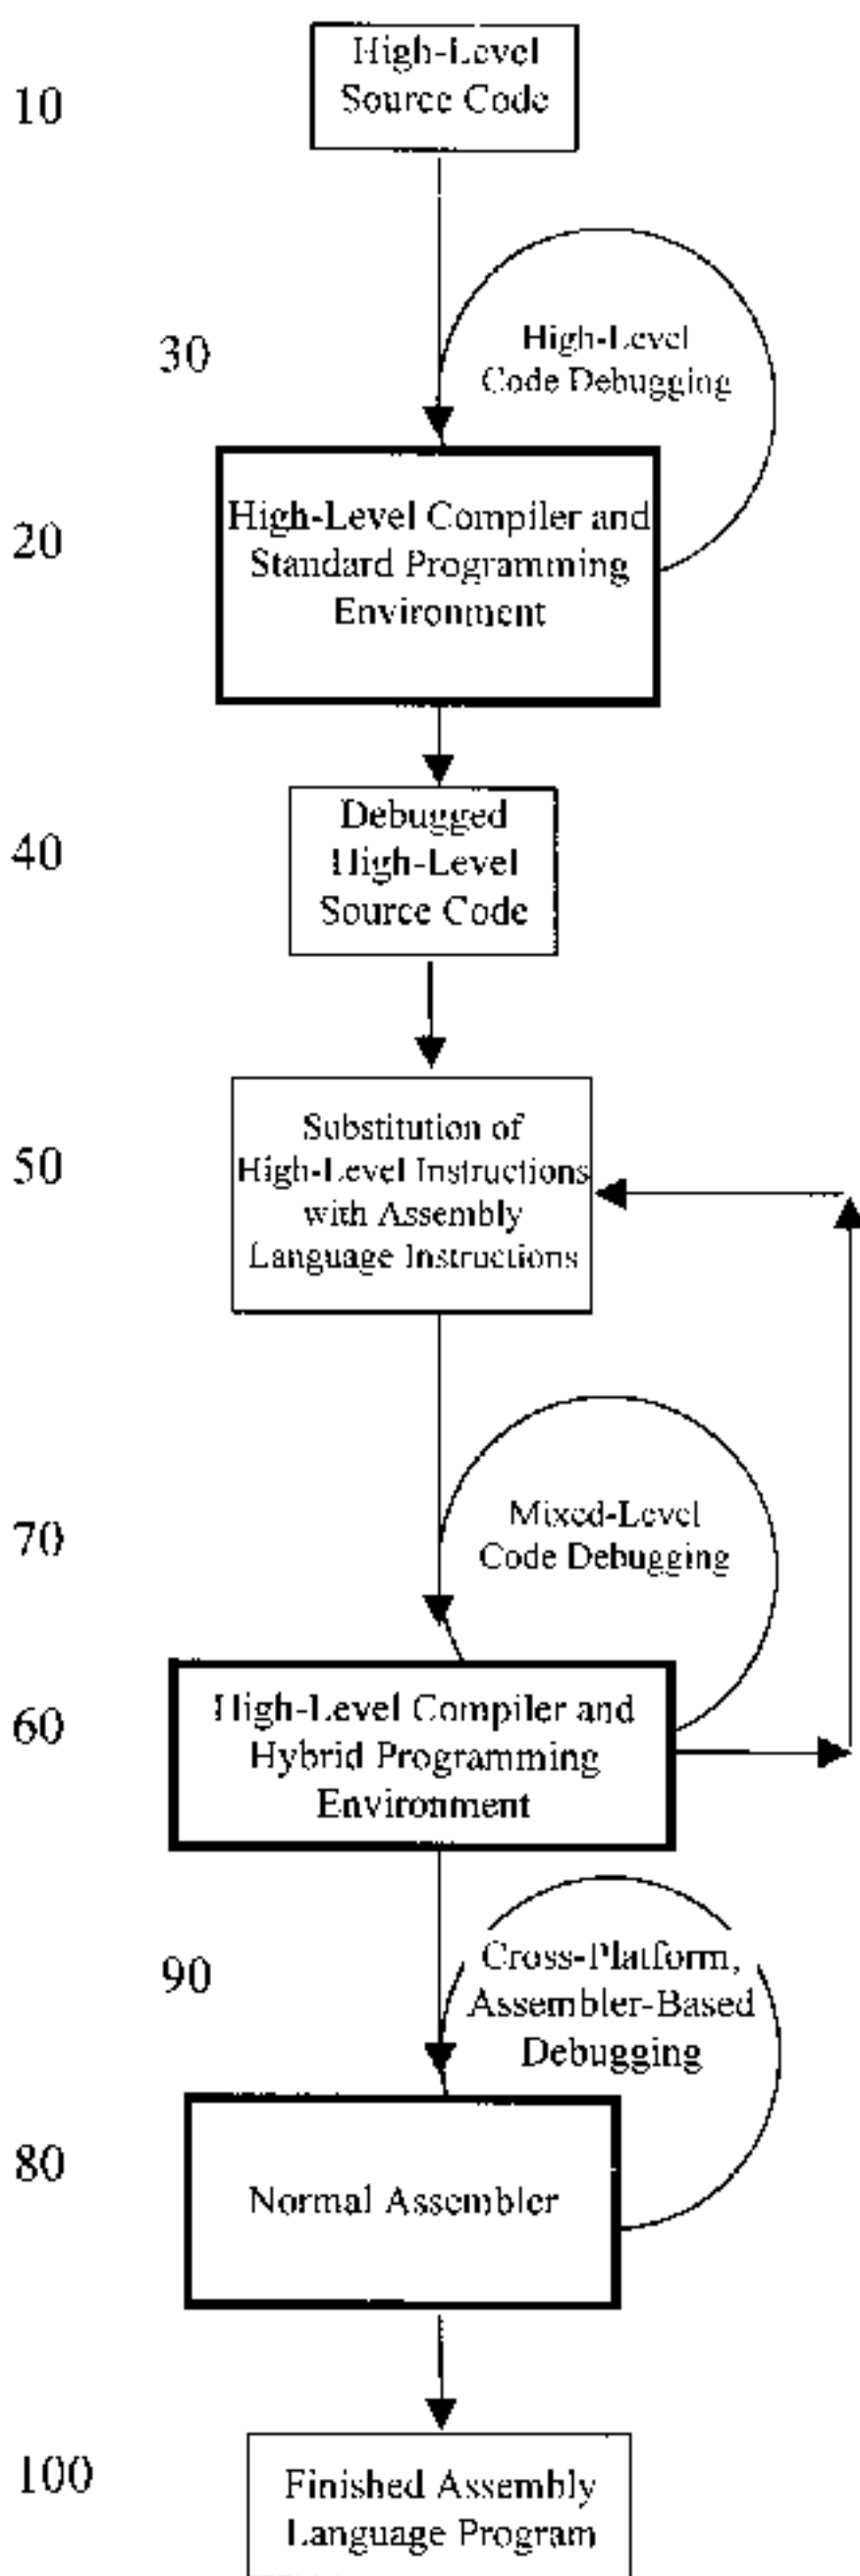 High-Level
Source Code
10
30
High-Level
Code Debugging
20
High-Level Compiler and
Standard Programming
Environment
40
Debugged
High-Level
Source Code
50
Substitution of
High-Level Instructions
with Assembly
Language Instructions
70
Mixed-Level
Code Debugging
60
High-Level Compiler and
Hybrid Programming
Environment
90
Cross-Platform,
Assembler-Based
Debugging
80
Normal Assembler
100
Finished Assembly
Language Program